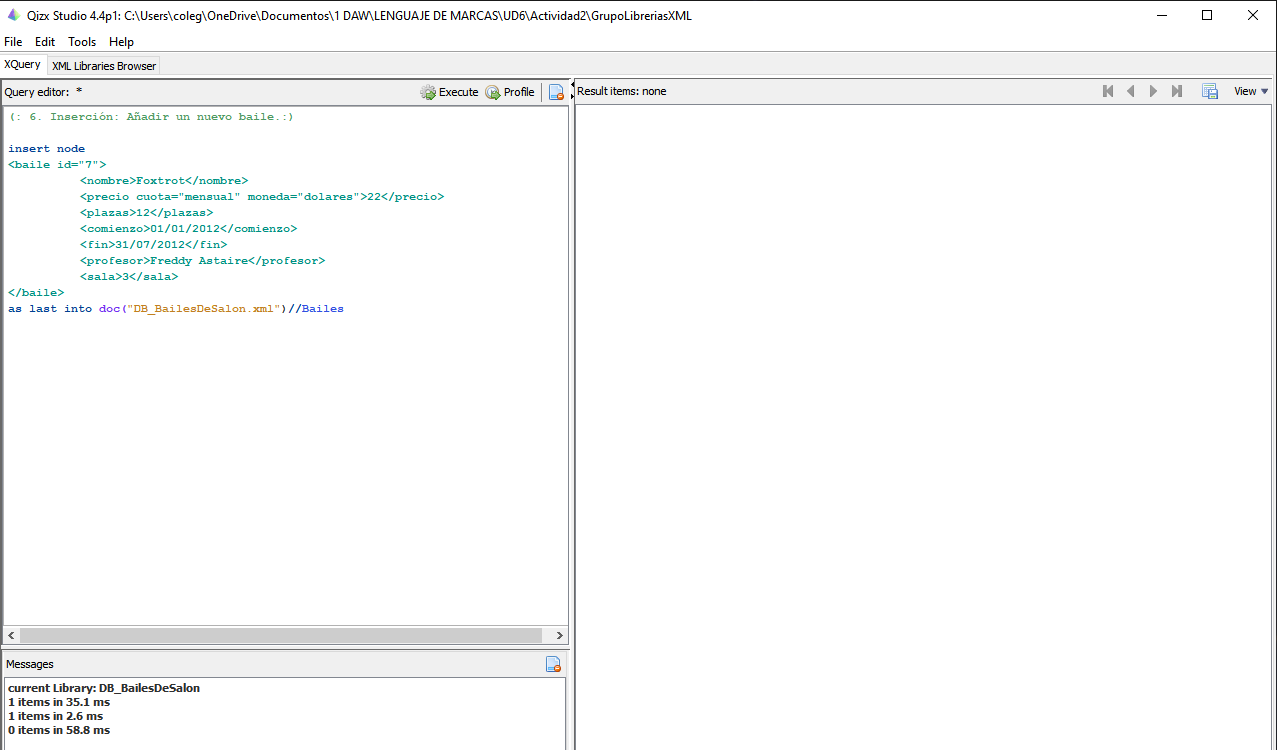 Qizx Studio 4.4p1: C:\Users\coleg\OneDrive\Documentos\1 DAW\LENGUAJE DE MARCAS\UD6\Actividad2\GrupoLibreriasXML
File Edit Tools Help
XQuery XML Libraries Browser
Query editor: * Execute Profile
(: 6. Inserción: Añadir un nuevo baile.:)
insert node
<baile id="7">
<nombre>Foxtrot</nombre>
<precio cuota="mensual" moneda="dolares">22</precio>
<plazas>12</plazas>
<comienzo>01/01/2012</comienzo>
<fin>31/07/2012</fin>
<profesor>Freddy Astaire</profesor>
<sala>3</sala>
</baile>
as last into doc("DB_BailesDeSalon.xml")//Bailes
Messages
current Library: DB_BailesDeSalon
1 items in 35.1 ms
1 items in 2.6 ms
0 items in 58.8 ms
Result items: none View